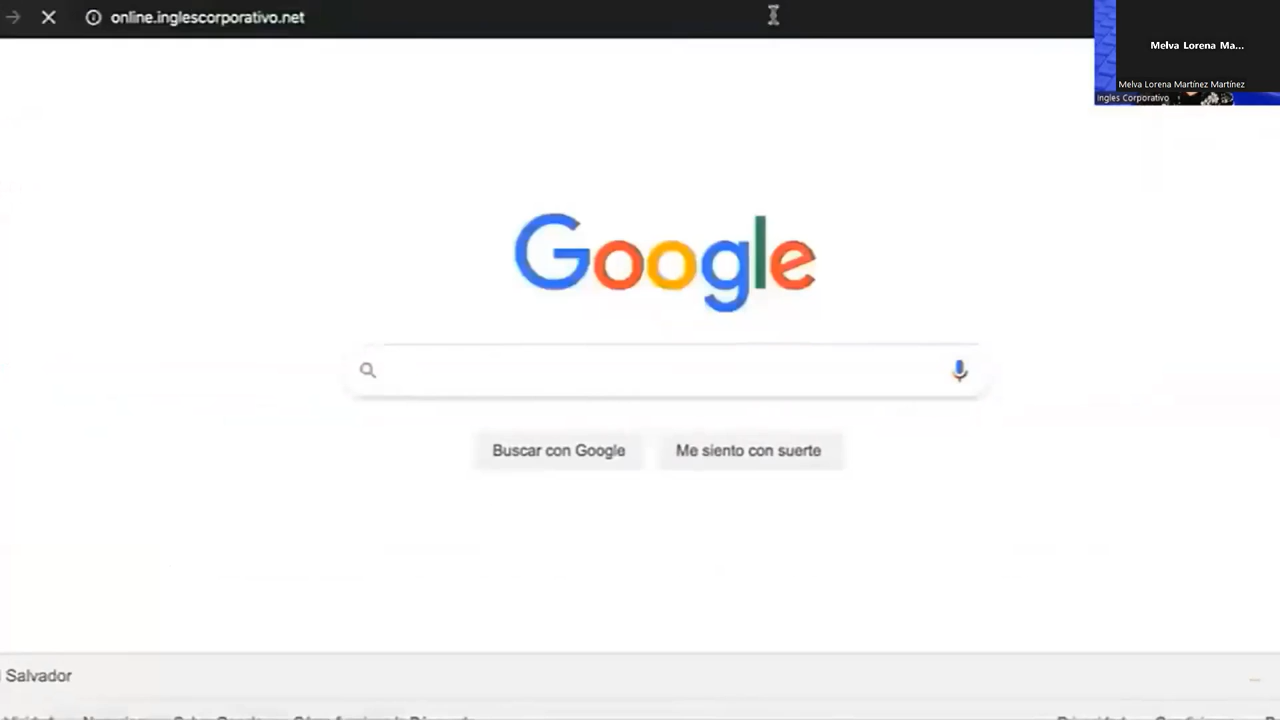 online.inglescorporativo.net
Melva Lorena Ma...
Melva Lorena Martínez Martínez
Ingles Corporativo
Google
Buscar con Google
Me siento con suerte
Salvador